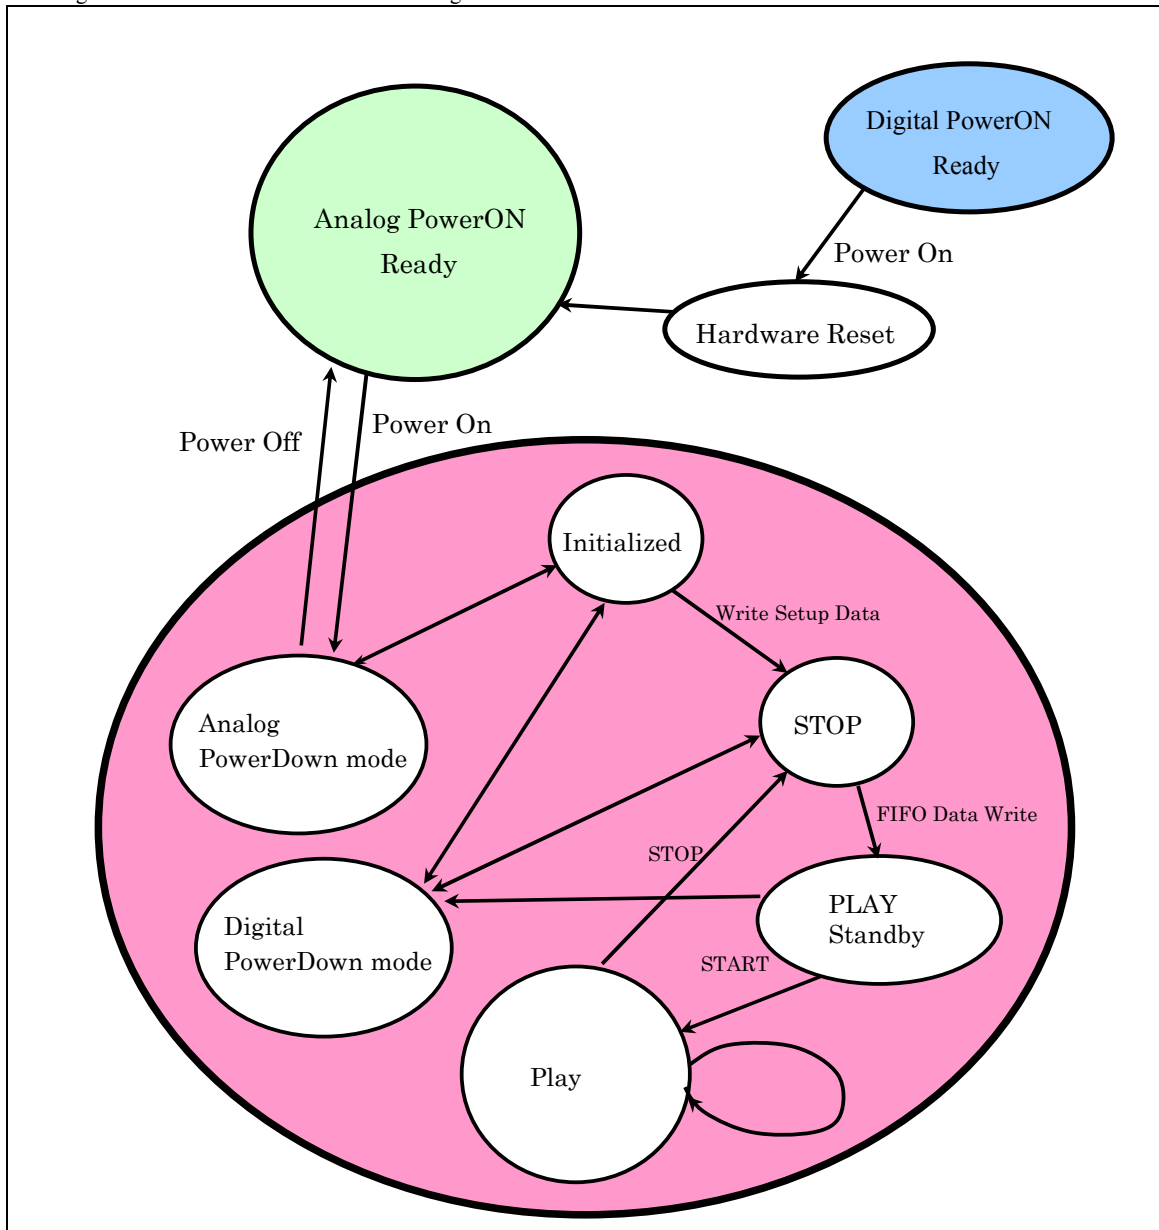 Digital PowerON
Ready
Analog PowerON
Ready
Power On
Hardware Reset
Power On
Power Off
Initialized
Write Setup Data
Analog
PowerDown mode
STOP
FIFO Data Write
STOP
PLAY
Standby
Digital
PowerDown mode
START
Play